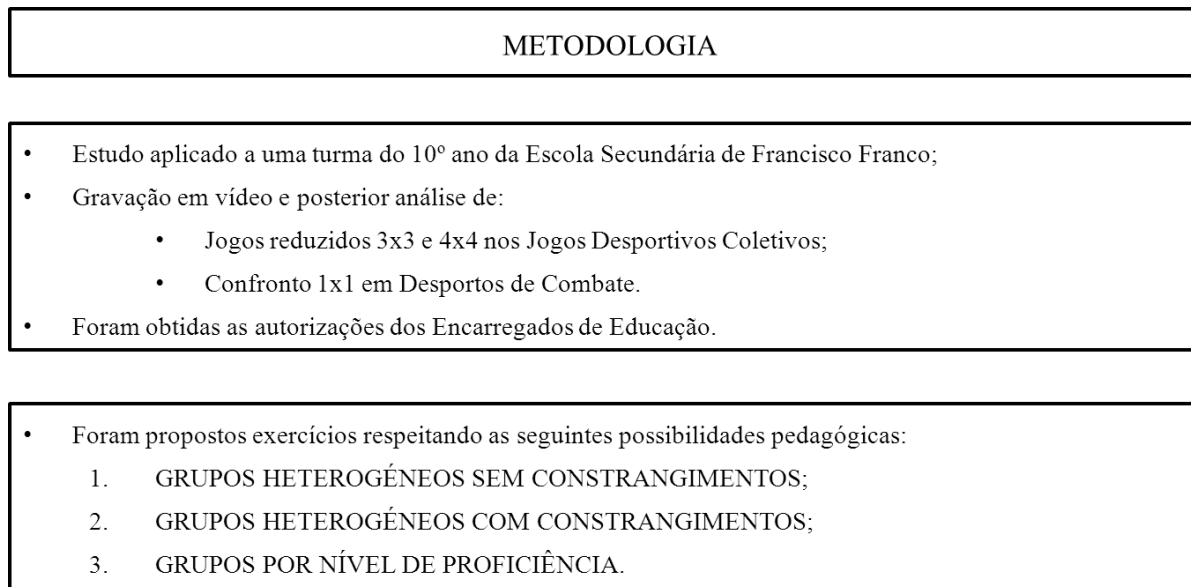 METODOLOGIA
• Estudo aplicado a uma turma do 10º ano da Escola Secundária de Francisco Franco;
• Gravação em vídeo e posterior análise de:
• Jogos reduzidos 3x3 e 4x4 nos Jogos Desportivos Coletivos;
• Confronto 1x1 em Desportos de Combate.
• Foram obtidas as autorizações dos Encarregados de Educação.
• Foram propostos exercícios respeitando as seguintes possibilidades pedagógicas:
1. GRUPOS HETEROGÉNEOS SEM CONSTRANGIMENTOS;
2. GRUPOS HETEROGÉNEOS COM CONSTRANGIMENTOS;
3. GRUPOS POR NÍVEL DE PROFICIÊNCIA.